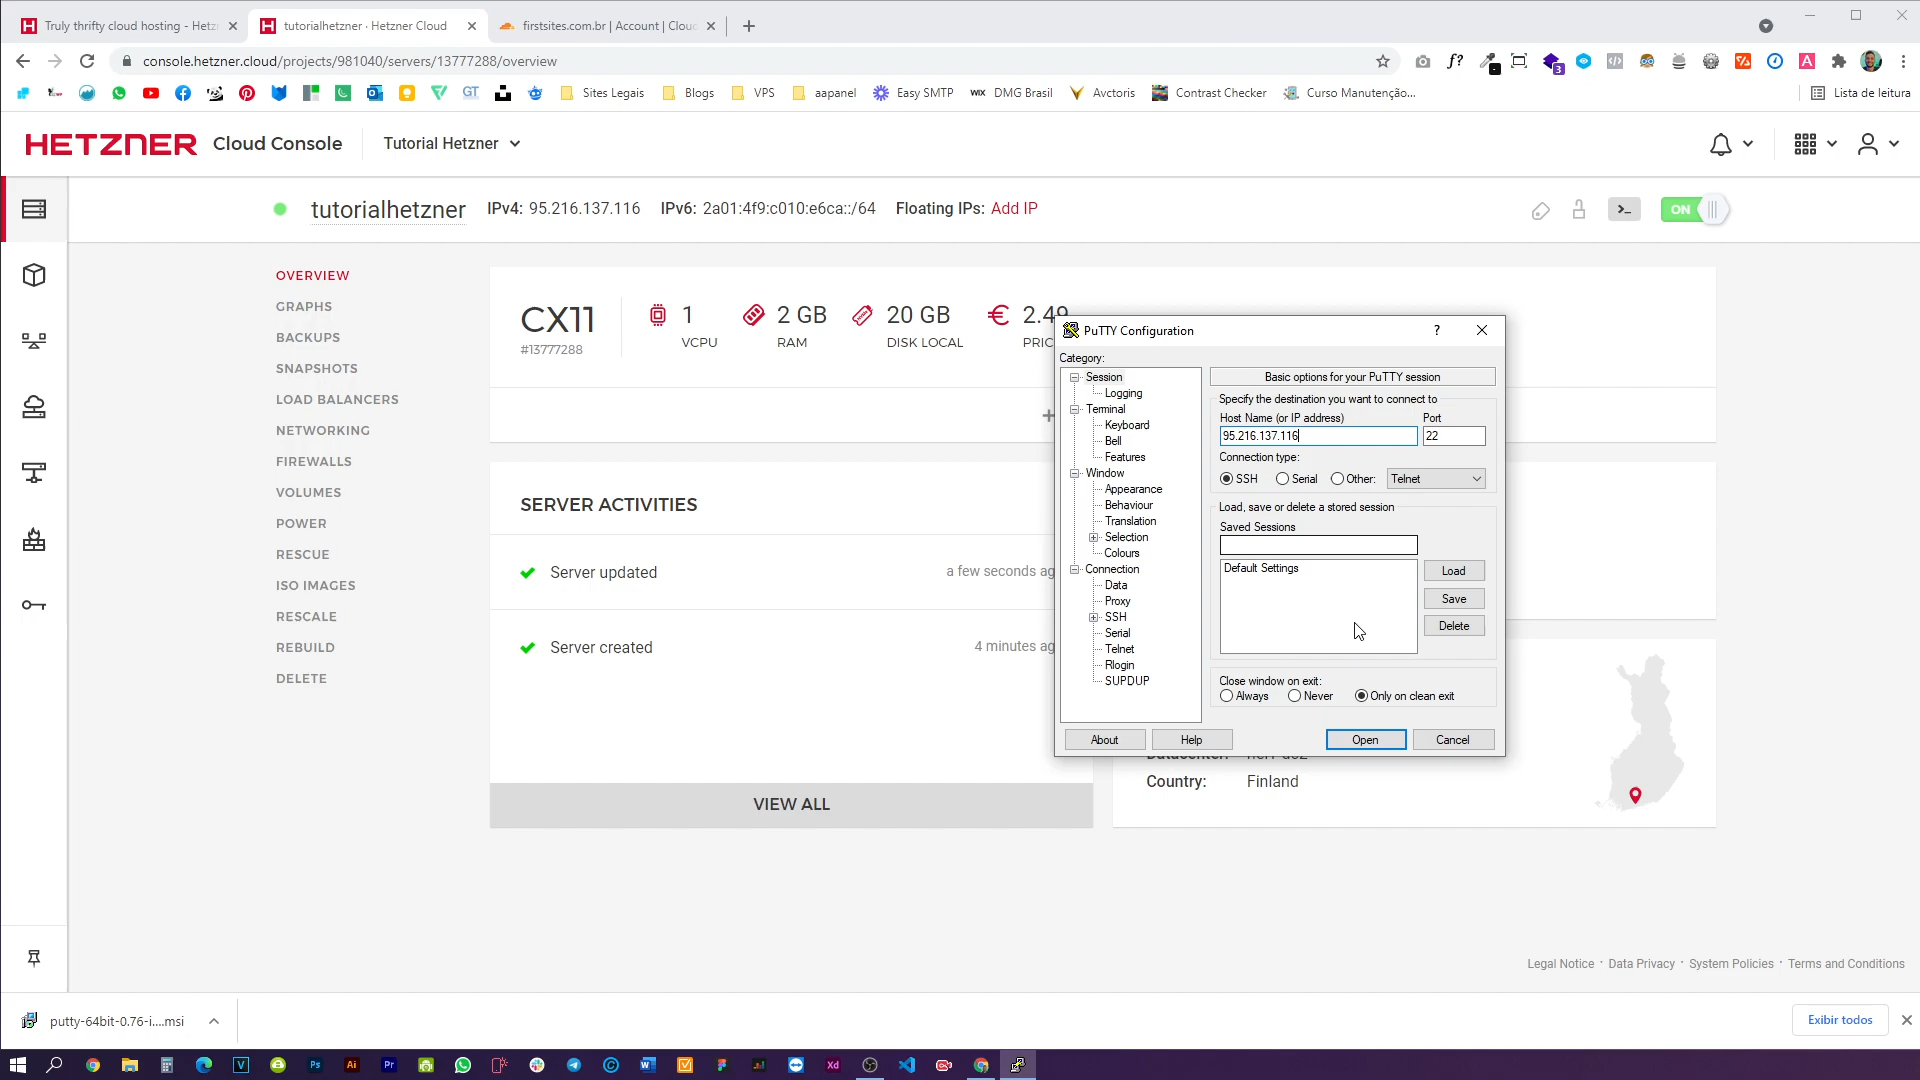 Truly thrifty cloud hosting - Hetz
tutorialhetzner · Hetzner Cloud
firstsites.com.br | Account | Clou
console.hetzner.cloud/projects/981040/servers/13777288/overview
f?
3
A
GT
Sites Legais
Blogs
VPS
aapanel
Easy SMTP
WIX
DMG Brasil
Avctoris
Contrast Checker
Curso Manutenção...
Lista de leitura
HETZNER
Cloud Console
Tutorial Hetzner
tutorialhetzner
IPv4: 95.216.137.116
IPv6: 2a01:4f9:c010:e6ca::/64
Floating IPs: Add IP
>_
ON
OVERVIEW
GRAPHS
BACKUPS
SNAPSHOTS
LOAD BALANCERS
NETWORKING
FIREWALLS
VOLUMES
POWER
RESCUE
ISO IMAGES
RESCALE
REBUILD
DELETE
CX11
#13777288
1
VCPU
2 GB
RAM
20 GB
DISK LOCAL
€ 2.49
PRIC
+
SERVER ACTIVITIES
Server updated
a few seconds ag
Server created
4 minutes ag
VIEW ALL
Country: Finland
PuTTY Configuration
?
Category:
Session
Logging
Terminal
Keyboard
Bell
Features
Window
Appearance
Behaviour
Translation
Selection
Colours
Connection
Data
Proxy
SSH
Serial
Telnet
Rlogin
SUPDUP
Basic options for your PuTTY session
Specify the destination you want to connect to
Host Name (or IP address)
Port
95.216.137.116
22
Connection type:
SSH
Serial
Other:
Telnet
Load, save or delete a stored session
Saved Sessions
Default Settings
Load
Save
Delete
Close window on exit:
Always
Never
Only on clean exit
About
Help
Open
Cancel
Legal Notice · Data Privacy · System Policies · Terms and Conditions
putty-64bit-0.76-i....msi
Exibir todos
V
Ps
Ai
Pr
Xd